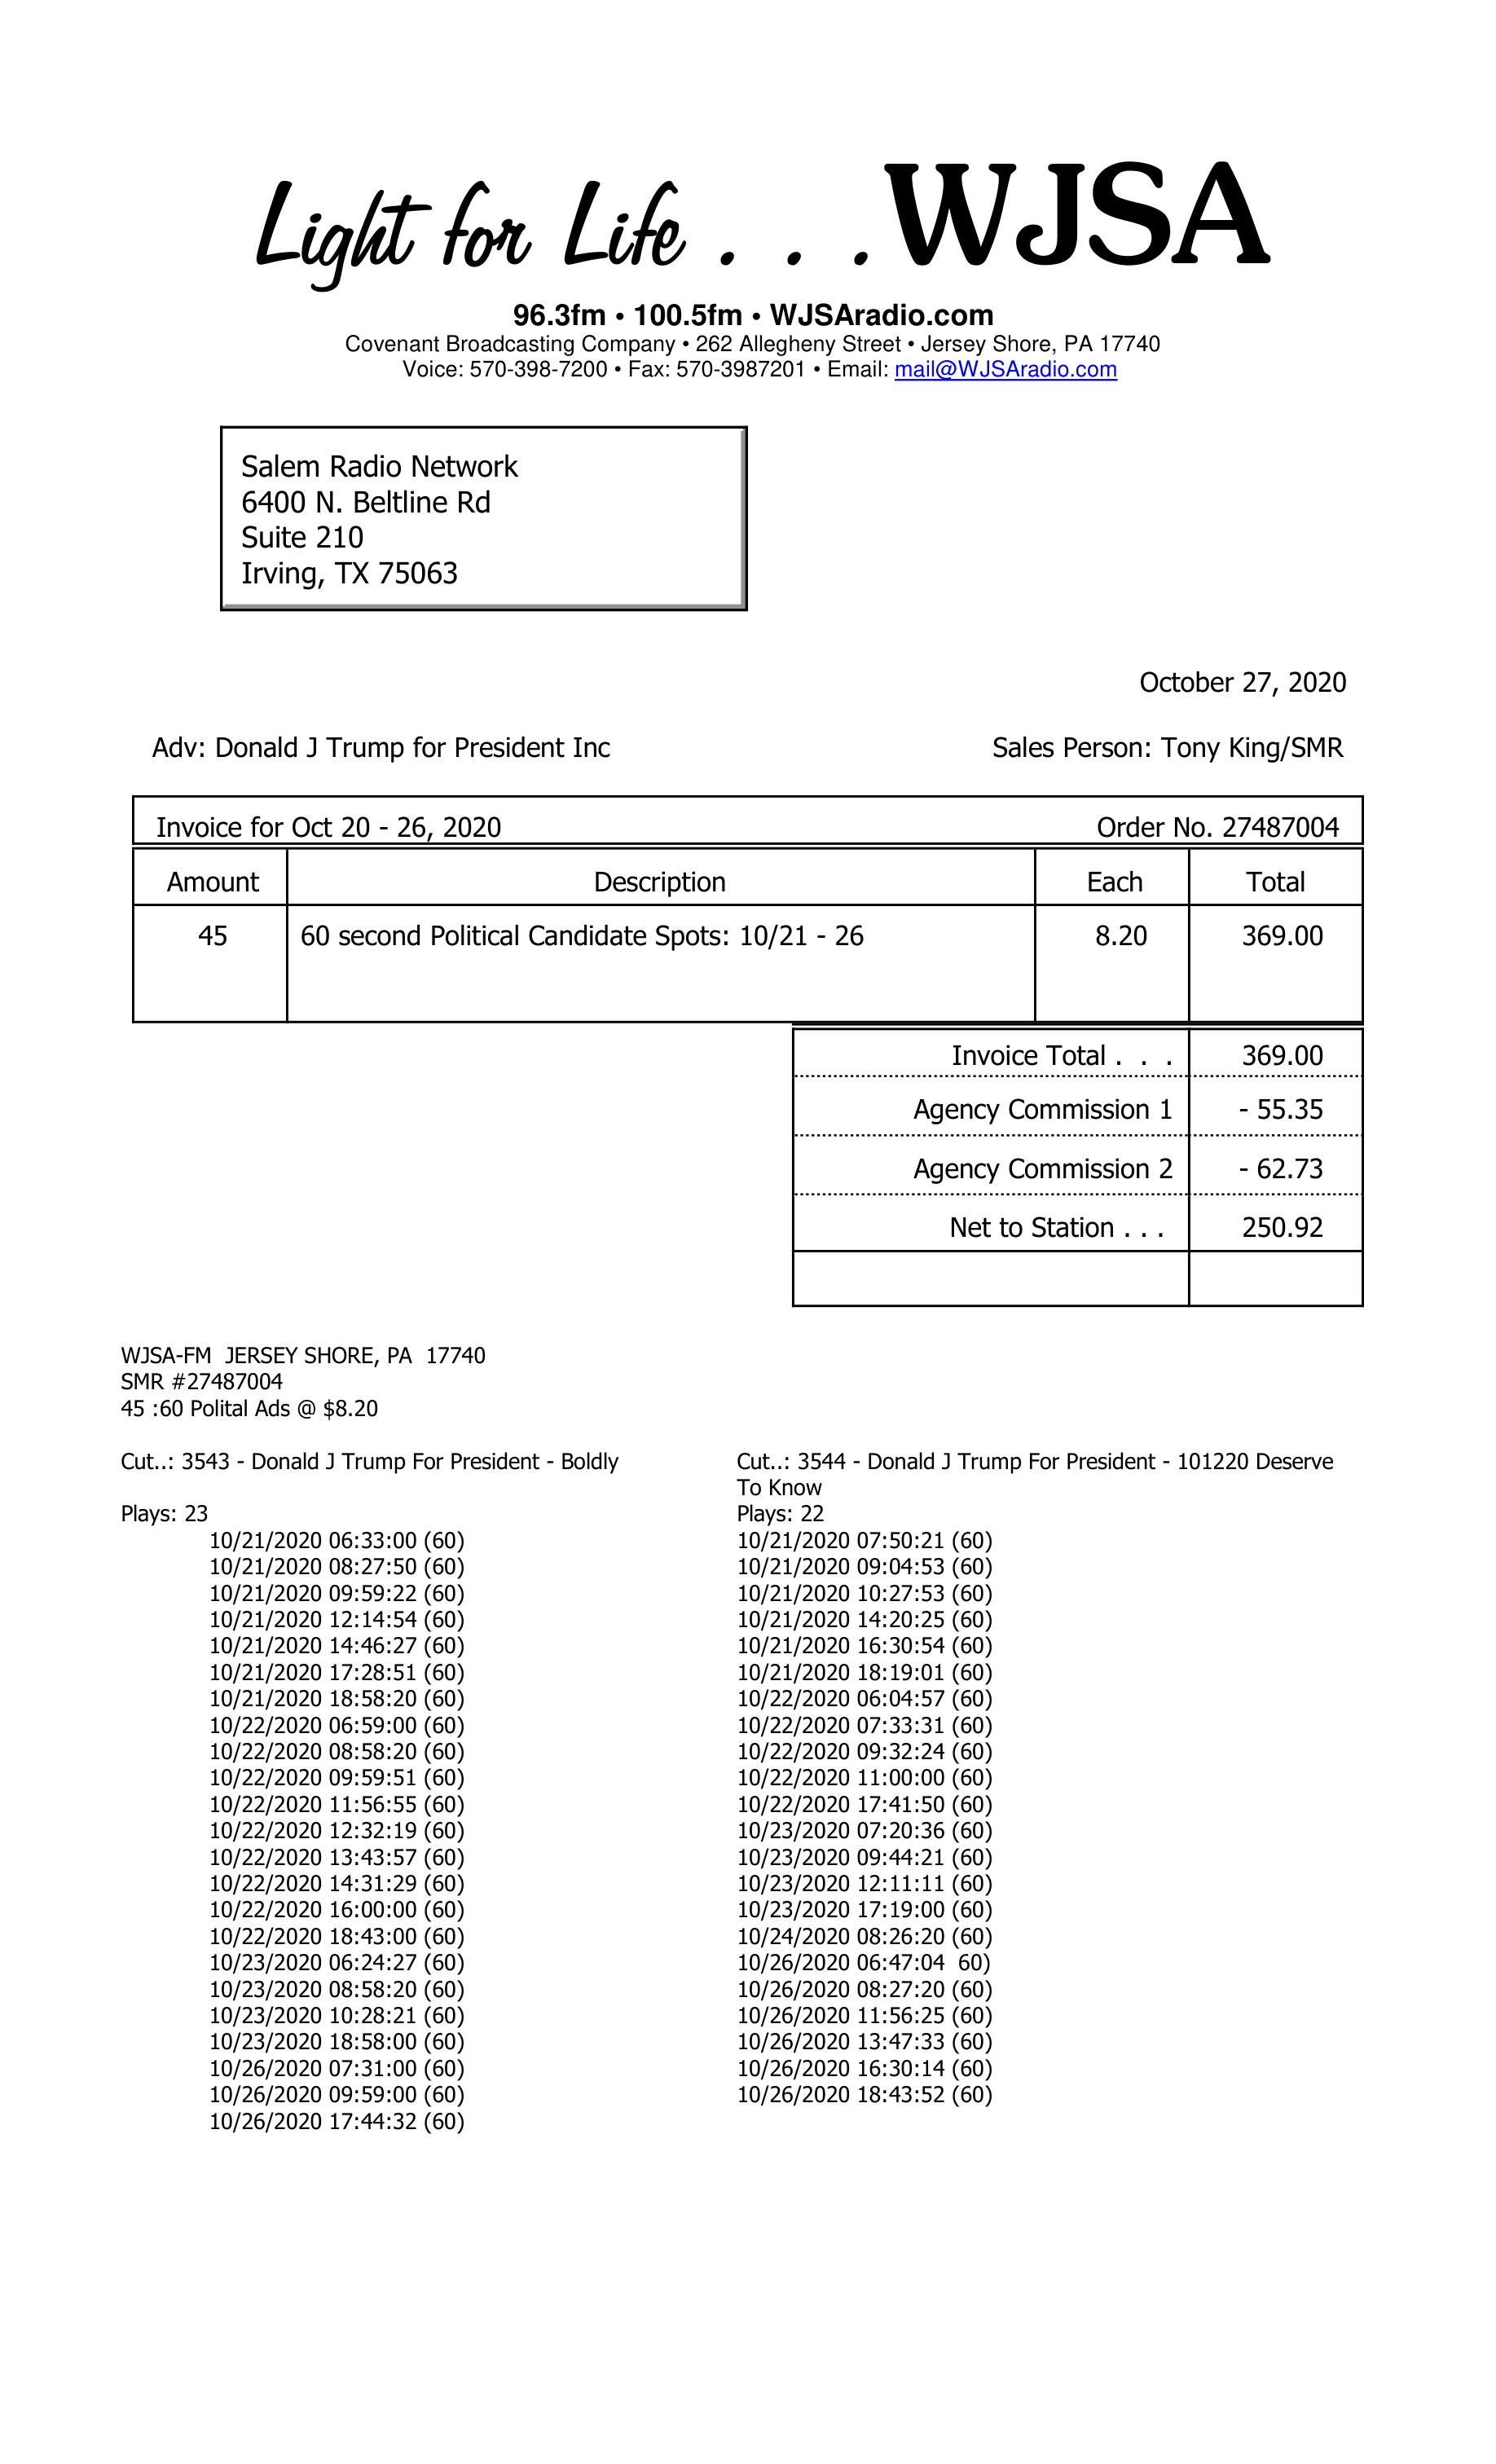 Light for Life . . .WJSA
96.3fm • 100.5fm • WJSAradio.com
Covenant Broadcasting Company • 262 Allegheny Street • Jersey Shore, PA 17740
Voice: 570-398-7200 • Fax: 570-3987201 • Email: mail@WJSAradio.com
Salem Radio Network
6400 N. Beltline Rd
Suite 210
Irving, TX 75063
October 27, 2020
Adv: Donald J Trump for President Inc Sales Person: Tony King/SMR
Invoice for Oct 20 - 26, 2020 Order No. 27487004
Amount Description Each Total
45 60 second Political Candidate Spots: 10/21 - 26 8.20 369.00
Invoice Total . . . 369.00
Agency Commission 1 - 55.35
Agency Commission 2 - 62.73
Net to Station . . . 250.92
WJSA-FM JERSEY SHORE, PA 17740
SMR #27487004
45 :60 Polital Ads @ $8.20
Cut..: 3543 - Donald J Trump For President - Boldly
Plays: 23
10/21/2020 06:33:00 (60)
10/21/2020 08:27:50 (60)
10/21/2020 09:59:22 (60)
10/21/2020 12:14:54 (60)
10/21/2020 14:46:27 (60)
10/21/2020 17:28:51 (60)
10/21/2020 18:58:20 (60)
10/22/2020 06:59:00 (60)
10/22/2020 08:58:20 (60)
10/22/2020 09:59:51 (60)
10/22/2020 11:56:55 (60)
10/22/2020 12:32:19 (60)
10/22/2020 13:43:57 (60)
10/22/2020 14:31:29 (60)
10/22/2020 16:00:00 (60)
10/22/2020 18:43:00 (60)
10/23/2020 06:24:27 (60)
10/23/2020 08:58:20 (60)
10/23/2020 10:28:21 (60)
10/23/2020 18:58:00 (60)
10/26/2020 07:31:00 (60)
10/26/2020 09:59:00 (60)
10/26/2020 17:44:32 (60)
Cut..: 3544 - Donald J Trump For President - 101220 Deserve
To Know
Plays: 22
10/21/2020 07:50:21 (60)
10/21/2020 09:04:53 (60)
10/21/2020 10:27:53 (60)
10/21/2020 14:20:25 (60)
10/21/2020 16:30:54 (60)
10/21/2020 18:19:01 (60)
10/22/2020 06:04:57 (60)
10/22/2020 07:33:31 (60)
10/22/2020 09:32:24 (60)
10/22/2020 11:00:00 (60)
10/22/2020 17:41:50 (60)
10/23/2020 07:20:36 (60)
10/23/2020 09:44:21 (60)
10/23/2020 12:11:11 (60)
10/23/2020 17:19:00 (60)
10/24/2020 08:26:20 (60)
10/26/2020 06:47:04 60)
10/26/2020 08:27:20 (60)
10/26/2020 11:56:25 (60)
10/26/2020 13:47:33 (60)
10/26/2020 16:30:14 (60)
10/26/2020 18:43:52 (60)